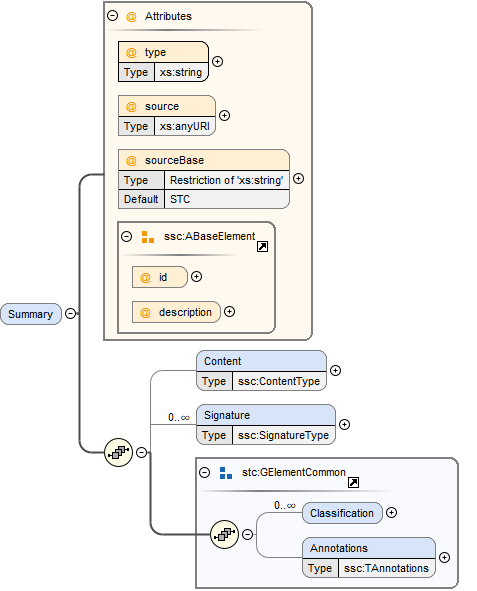 @ Attributes
@ type
Type xs:string
@ source
Type xs:anyURI
@ sourceBase
Type Restriction of 'xs:string'
Default STC
ssc:ABaseElement
@ id
@ description
Summary
Content
Type ssc:ContentType
0..∞
Signature
Type ssc:SignatureType
stc:GElementCommon
0..∞
Classification
Annotations
Type ssc:TAnnotations